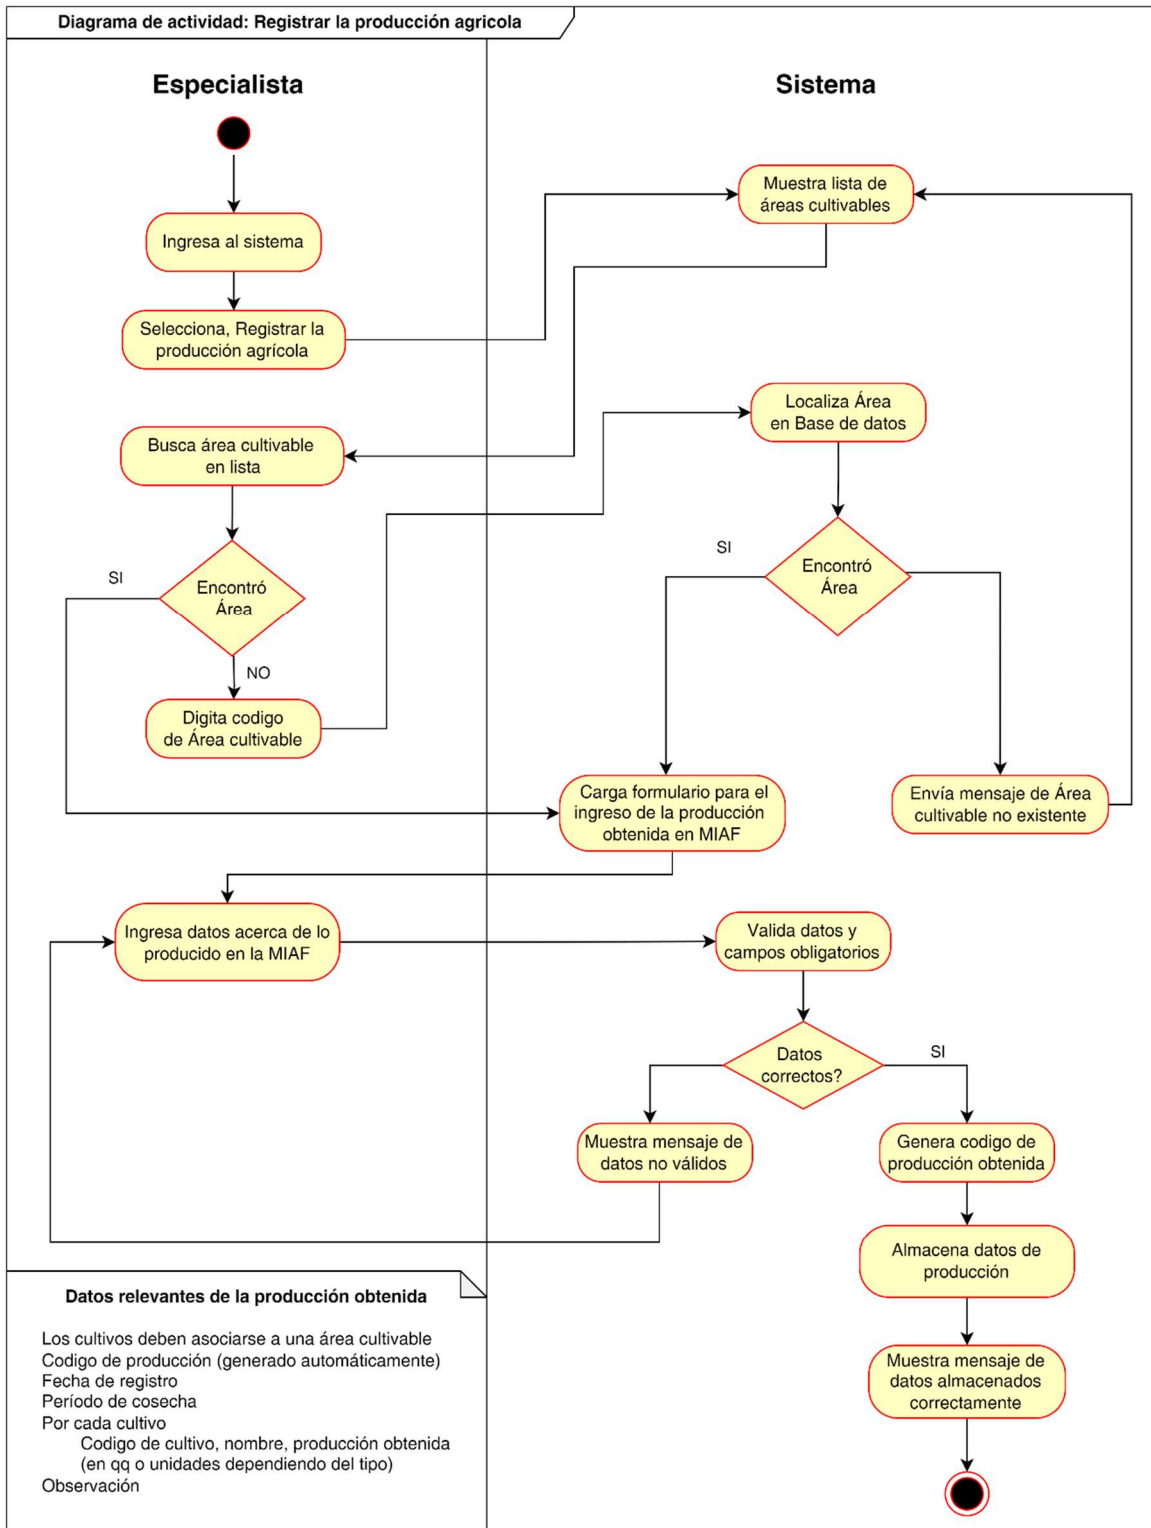 Diagrama de actividad: Registrar la producción agricola
Especialista
Sistema
Muestra lista de
áreas cultivables
Ingresa al sistema
Selecciona, Registrar la
producción agrícola
Localiza Área
en Base de datos
Busca área cultivable
en lista
SI
Encontró
Área
SI
Encontró
Área
NO
Digita codigo
de Área cultivable
Carga formulario para el
ingreso de la producción
obtenida en MIAF
Envía mensaje de Área
cultivable no existente
Ingresa datos acerca de lo
producido en la MIAF
Valida datos y
campos obligatorios
Datos
correctos?
SI
Muestra mensaje de
datos no válidos
Genera codigo de
producción obtenida
Almacena datos de
producción
Muestra mensaje de
datos almacenados
correctamente
Datos relevantes de la producción obtenida
Los cultivos deben asociarse a una área cultivable
Codigo de producción (generado automáticamente)
Fecha de registro
Período de cosecha
Por cada cultivo
Codigo de cultivo, nombre, producción obtenida
(en qq o unidades dependiendo del tipo)
Observación